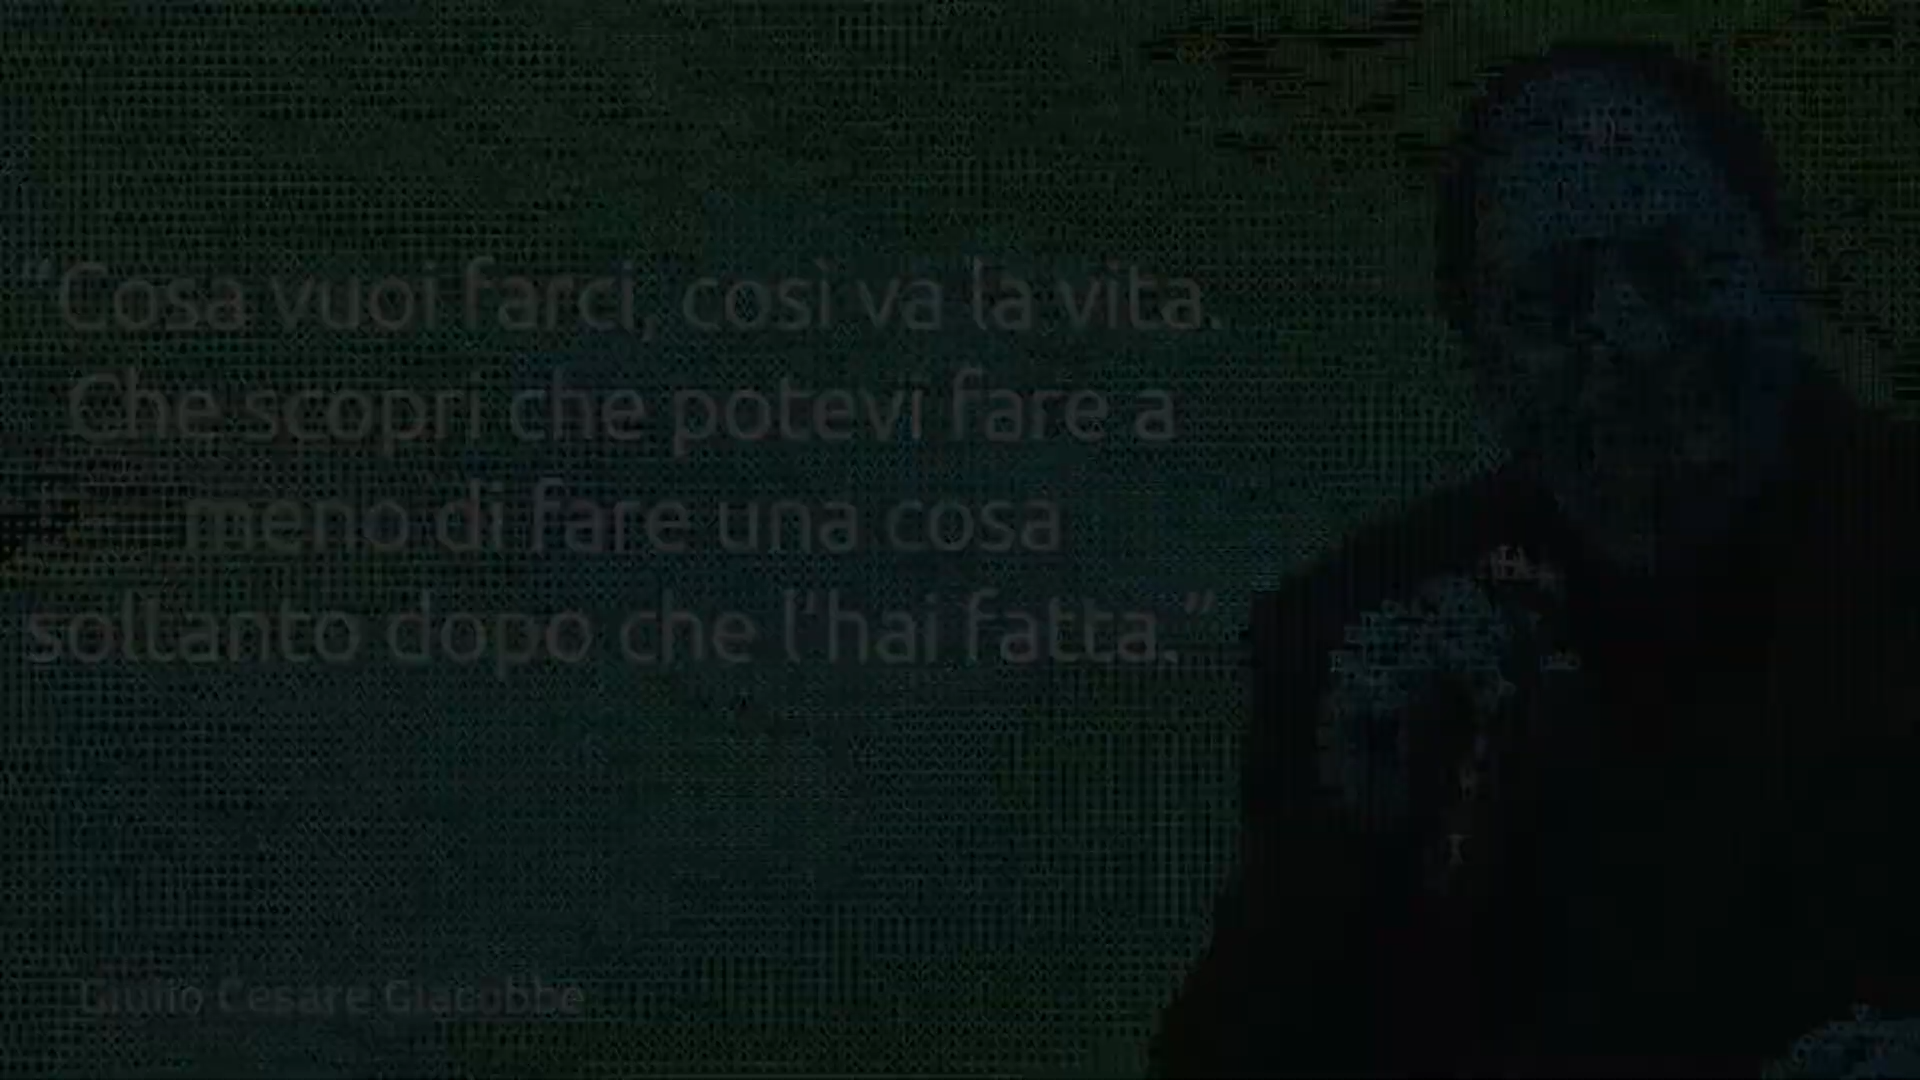 “Cosa vuoi farci, così va la vita.
Che scopri che potevi fare a
meno di fare una cosa
soltanto dopo che l’hai fatta.”
Giulio Cesare Giacobbe